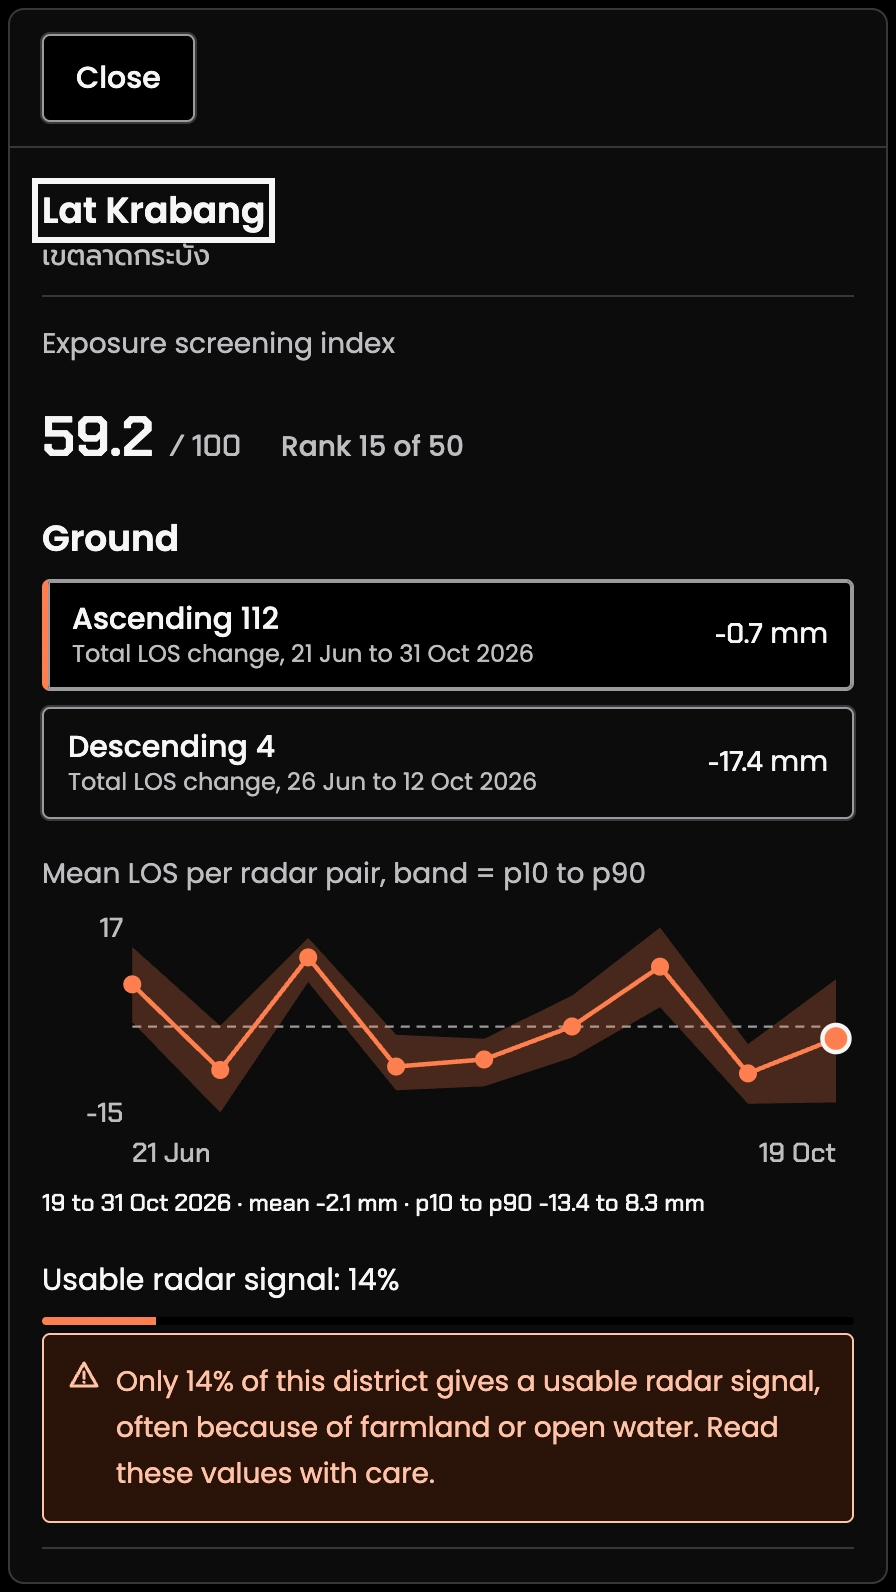 Close
Lat Krabang
เขตลาดกระบัง
Exposure screening index
59.2 / 100 Rank 15 of 50
Ground
Ascending 112
Total LOS change, 21 Jun to 31 Oct 2026
-0.7 mm
Descending 4
Total LOS change, 26 Jun to 12 Oct 2026
-17.4 mm
Mean LOS per radar pair, band = p10 to p90
17
-15
21 Jun 19 Oct
19 to 31 Oct 2026 · mean -2.1 mm · p10 to p90 -13.4 to 8.3 mm
Usable radar signal: 14%
Only 14% of this district gives a usable radar signal,
often because of farmland or open water. Read
these values with care.